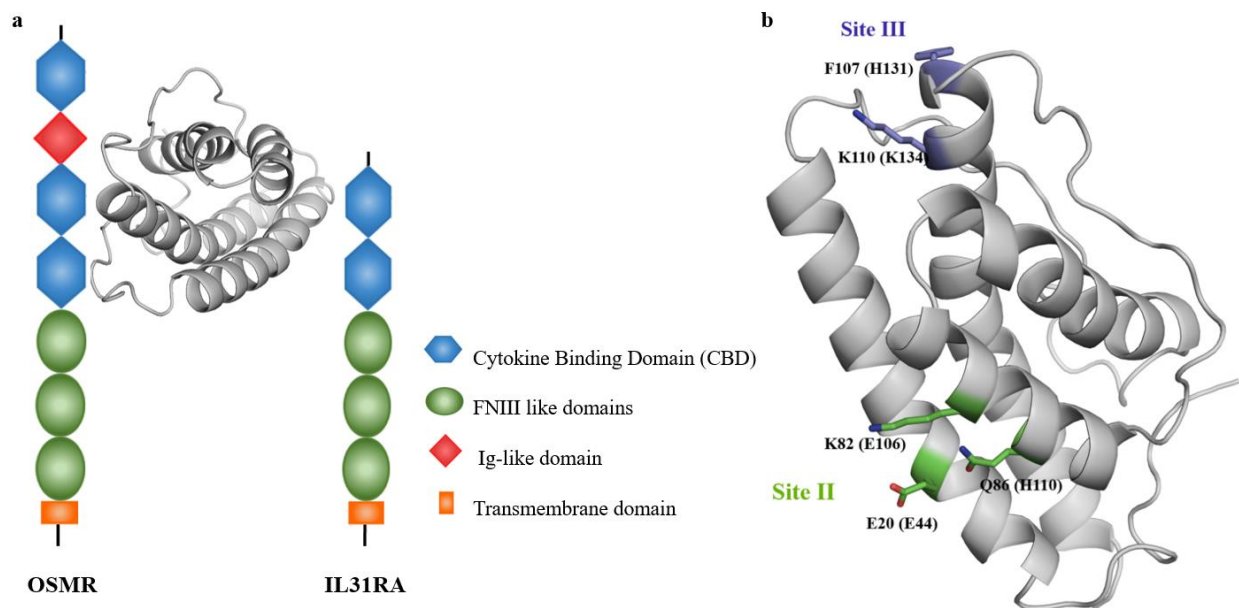 a
OSMR
IL31RA
Cytokine Binding Domain (CBD)
FNIII like domains
Ig-like domain
Transmembrane domain
b
Site III
F107 (H131)
K110 (K134)
K82 (E106)
Q86 (H110)
Site II
E20 (E44)